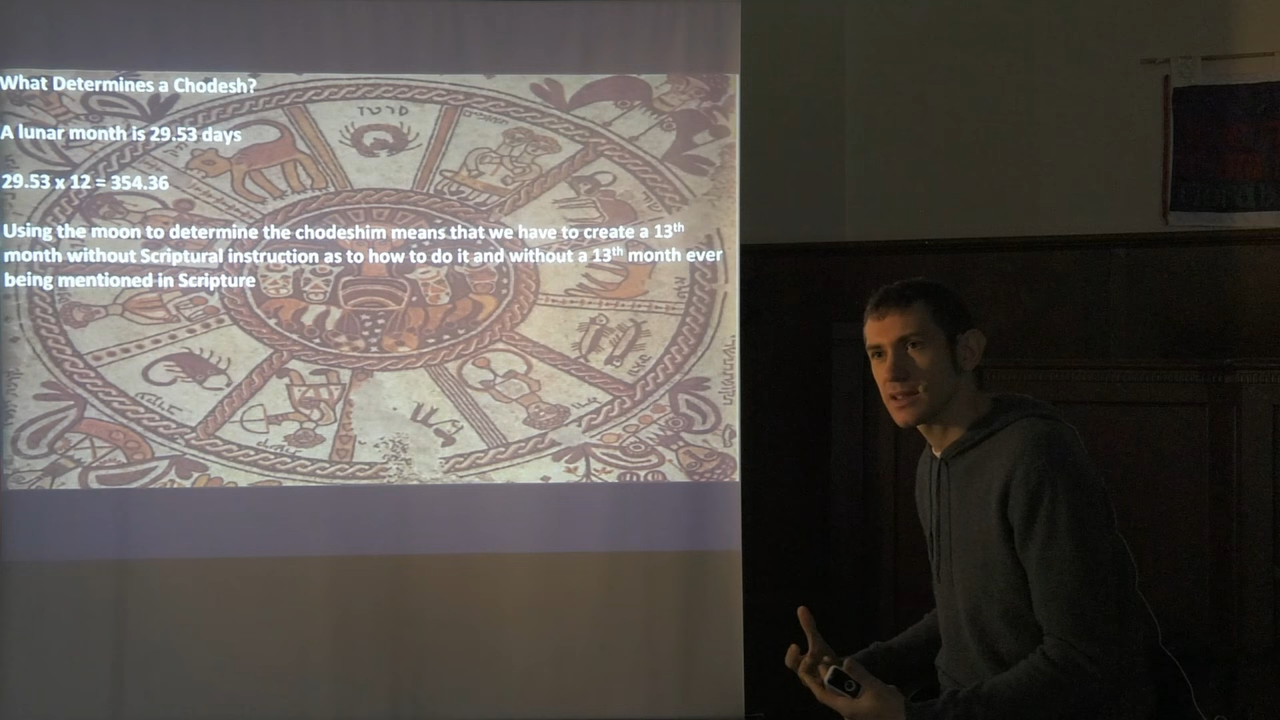 What Determines a Chodesh?
A lunar month is 29.53 days
29.53 x 12 = 354.36
Using the moon to determine the chodeshim means that we have to create a 13th
month without Scriptural instruction as to how to do it and without a 13th month ever
being mentioned in Scripture
סרטן